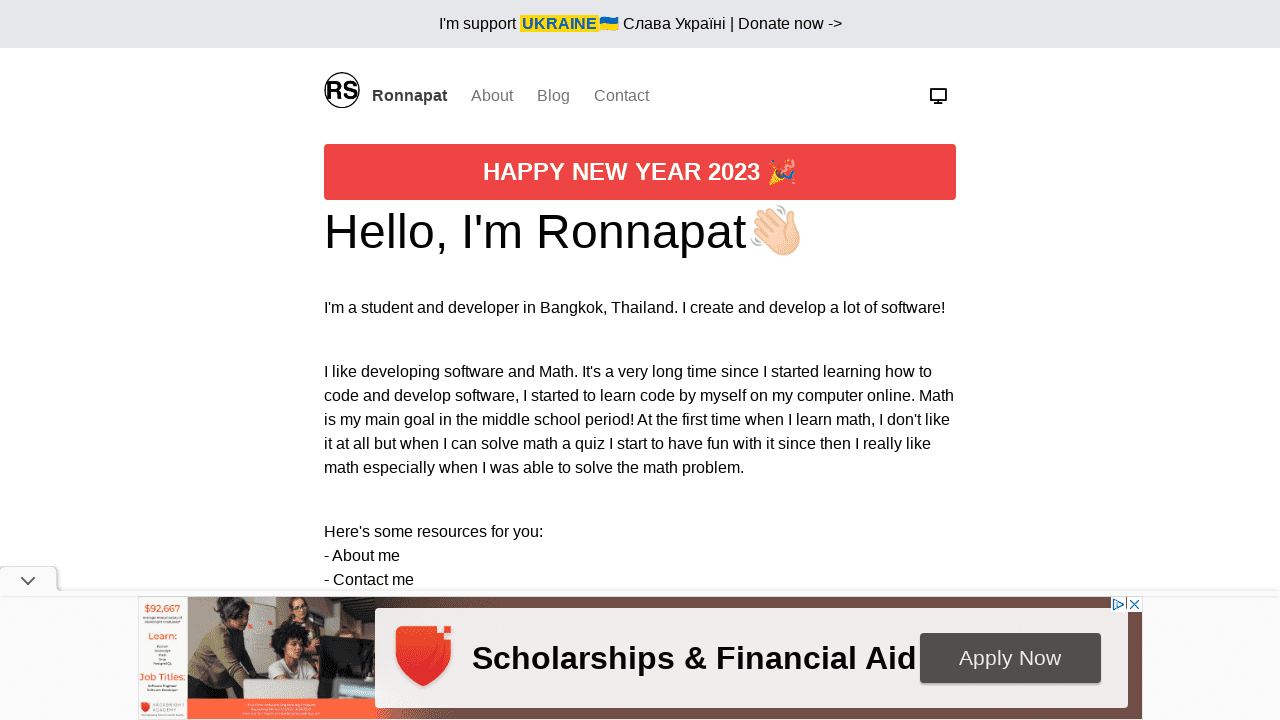 I'm support UKRAINE🇺🇦 Слава Україні | Donate now ->
RS
Ronnapat About Blog Contact
HAPPY NEW YEAR 2023 🎉
Hello, I'm Ronnapat👋🏻
I'm a student and developer in Bangkok, Thailand. I create and develop a lot of software!
I like developing software and Math. It's a very long time since I started learning how to
code and develop software, I started to learn code by myself on my computer online. Math
is my main goal in the middle school period! At the first time when I learn math, I don't like
it at all but when I can solve math a quiz I start to have fun with it since then I really like
math especially when I was able to solve the math problem.
Here's some resources for you:
- About me
- Contact me
$92,667
Learn:
Job Titles:
Software Engineer
Software Developer
HACKBRIGHT
ACADEMY
Scholarships & Financial Aid
Apply Now